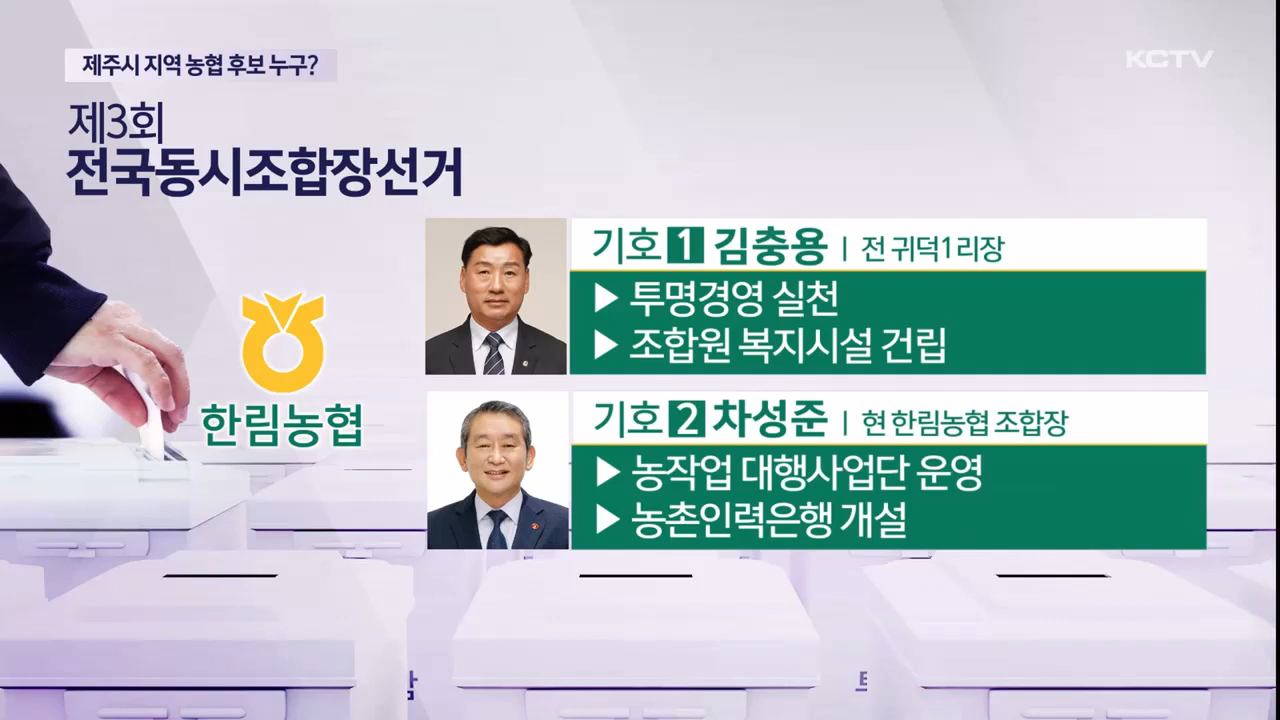 제주시 지역 농협 후보 누구?
KCTV
제3회
전국동시조합장선거
기호 1 김충용 | 전 귀덕1리장
▶ 투명경영 실천
▶ 조합원 복지시설 건립
한림농협
기호 2 차성준 | 현 한림농협 조합장
▶ 농작업 대행사업단 운영
▶ 농촌인력은행 개설